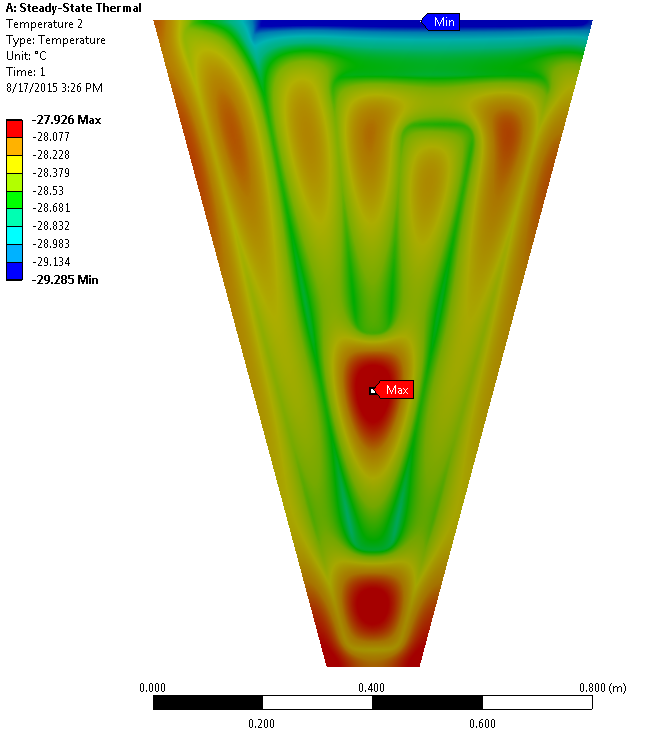 A: Steady-State Thermal
Temperature 2
Type: Temperature
Unit: °C
Time: 1
8/17/2015 3:26 PM
-27.926 Max
-28.077
-28.228
-28.379
-28.53
-28.681
-28.832
-28.983
-29.134
-29.285 Min
Min
Max
0.000 0.400 0.800 (m)
0.200 0.600